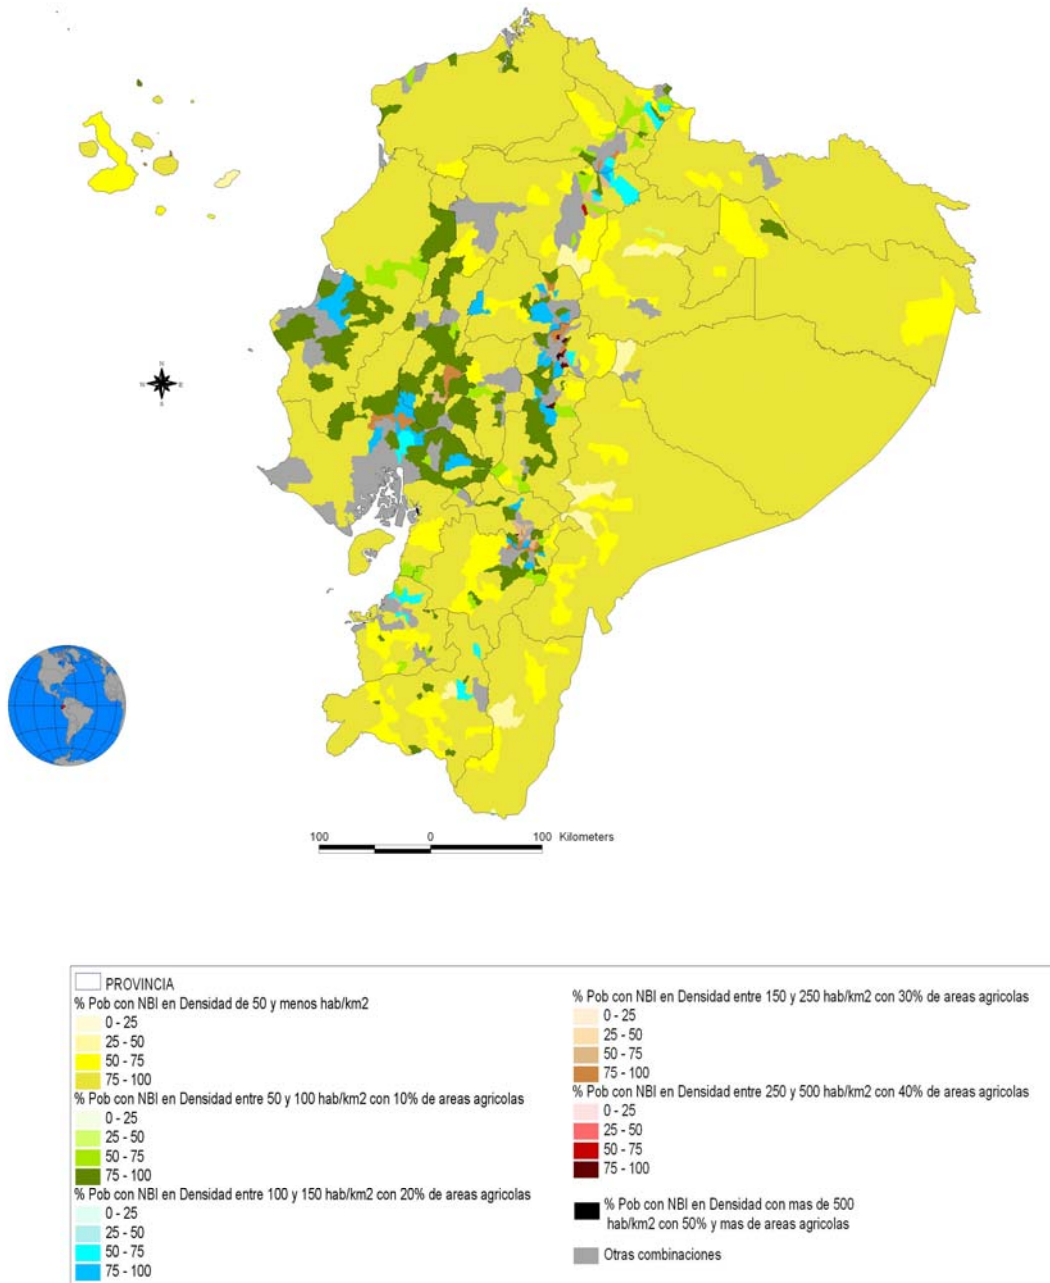 N
S
100 0 100 Kilometers
PROVINCIA
% Pob con NBI en Densidad de 50 y menos hab/km2
0 - 25
25 - 50
50 - 75
75 - 100
% Pob con NBI en Densidad entre 50 y 100 hab/km2 con 10% de areas agricolas
0 - 25
25 - 50
50 - 75
75 - 100
% Pob con NBI en Densidad entre 100 y 150 hab/km2 con 20% de areas agricolas
0 - 25
25 - 50
50 - 75
75 - 100
% Pob con NBI en Densidad entre 150 y 250 hab/km2 con 30% de areas agricolas
0 - 25
25 - 50
50 - 75
75 - 100
% Pob con NBI en Densidad entre 250 y 500 hab/km2 con 40% de areas agricolas
0 - 25
25 - 50
50 - 75
75 - 100
% Pob con NBI en Densidad con mas de 500
hab/km2 con 50% y mas de areas agricolas
Otras combinaciones